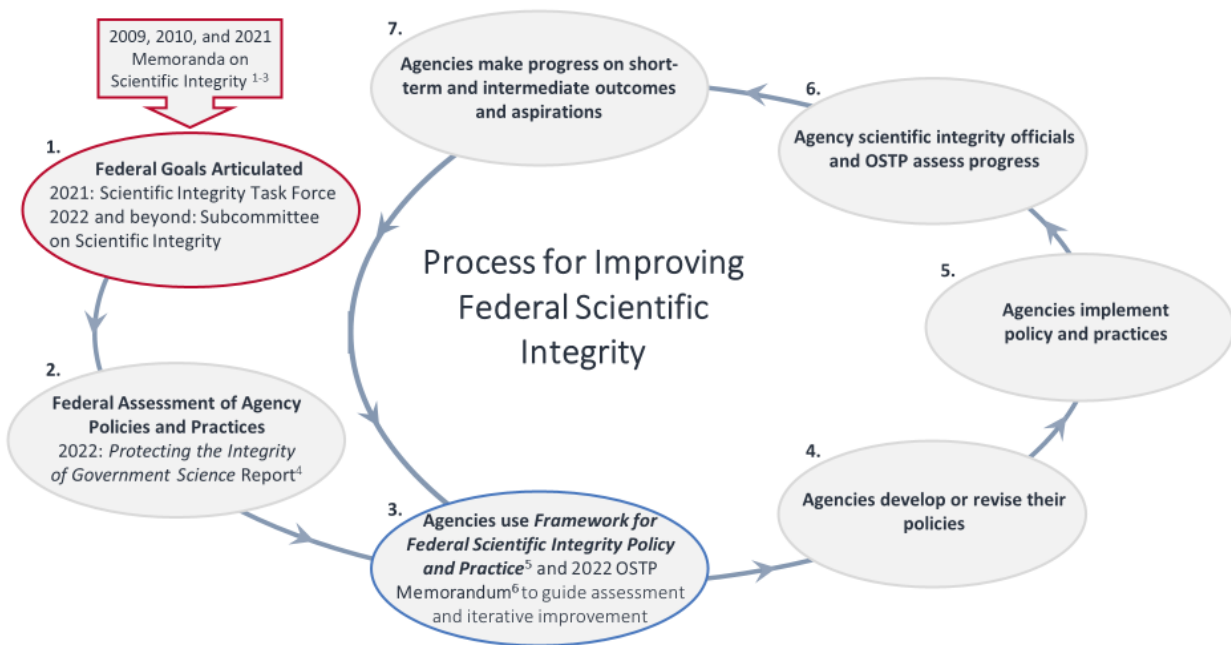 2009, 2010, and 2021
Memoranda on
Scientific Integrity ¹⁻³
1.
Federal Goals Articulated
2021: Scientific Integrity Task Force
2022 and beyond: Subcommittee
on Scientific Integrity
2.
Federal Assessment of Agency
Policies and Practices
2022: Protecting the Integrity
of Government Science Report⁴
3.
Agencies use Framework for
Federal Scientific Integrity Policy
and Practice⁵ and 2022 OSTP
Memorandum⁶ to guide assessment
and iterative improvement
4.
Agencies develop or revise their
policies
5.
Agencies implement
policy and practices
6.
Agency scientific integrity officials
and OSTP assess progress
7.
Agencies make progress on short-
term and intermediate outcomes
and aspirations
Process for Improving
Federal Scientific
Integrity